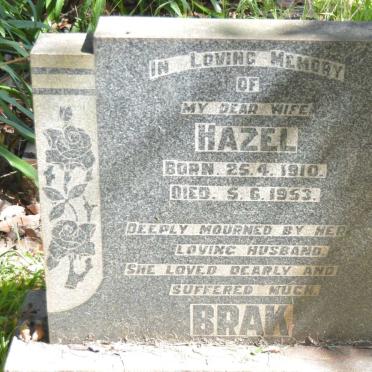 IN LOVING MEMORY
OF
MY DEAR WIFE
HAZEL
BORN. 25.4.1910.
DIED. 5.6.1953.
DEEPLY MOURNED BY HER
LOVING HUSBAND.
SHE LOVED DEARLY AND
SUFFERED MUCH.
BRAK